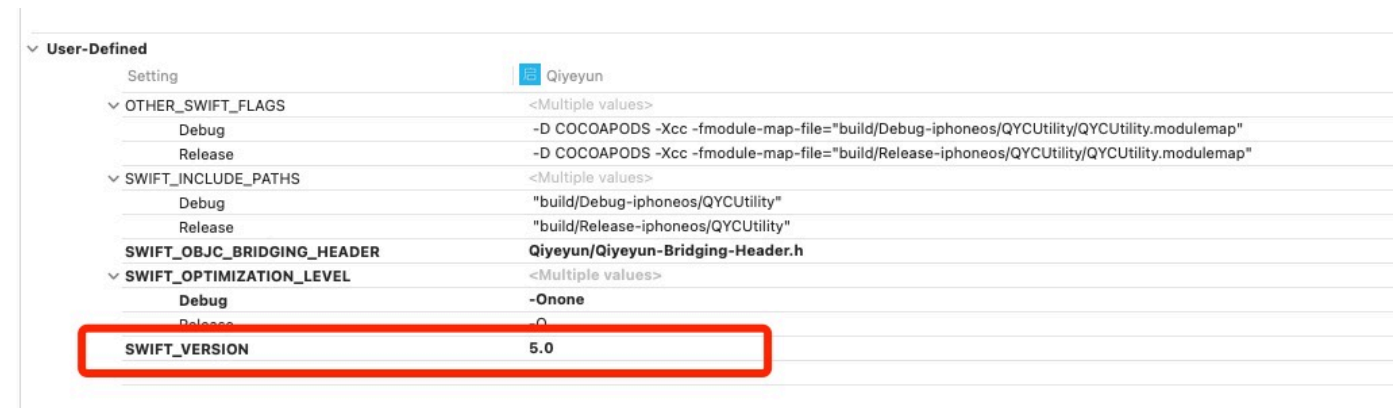 User-Defined
Setting 启 Qiyeyun
OTHER_SWIFT_FLAGS <Multiple values>
Debug -D COCOAPODS -Xcc -fmodule-map-file="build/Debug-iphoneos/QYCUtility/QYCUtility.modulemap"
Release -D COCOAPODS -Xcc -fmodule-map-file="build/Release-iphoneos/QYCUtility/QYCUtility.modulemap"
SWIFT_INCLUDE_PATHS <Multiple values>
Debug "build/Debug-iphoneos/QYCUtility"
Release "build/Release-iphoneos/QYCUtility"
SWIFT_OBJC_BRIDGING_HEADER Qiyeyun/Qiyeyun-Bridging-Header.h
SWIFT_OPTIMIZATION_LEVEL <Multiple values>
Debug -Onone
Release -O
SWIFT_VERSION 5.0